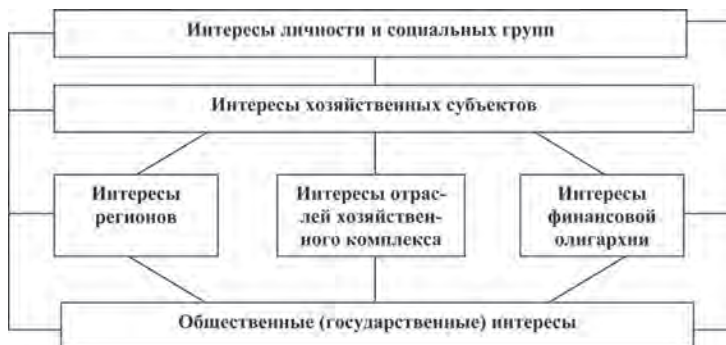 Интересы личности и социальных групп
Интересы хозяйственных субъектов
Интересы
регионов
Интересы отрас-
лей хозяйствен-
ного комплекса
Интересы
финансовой
олигархии
Общественные (государственные) интересы